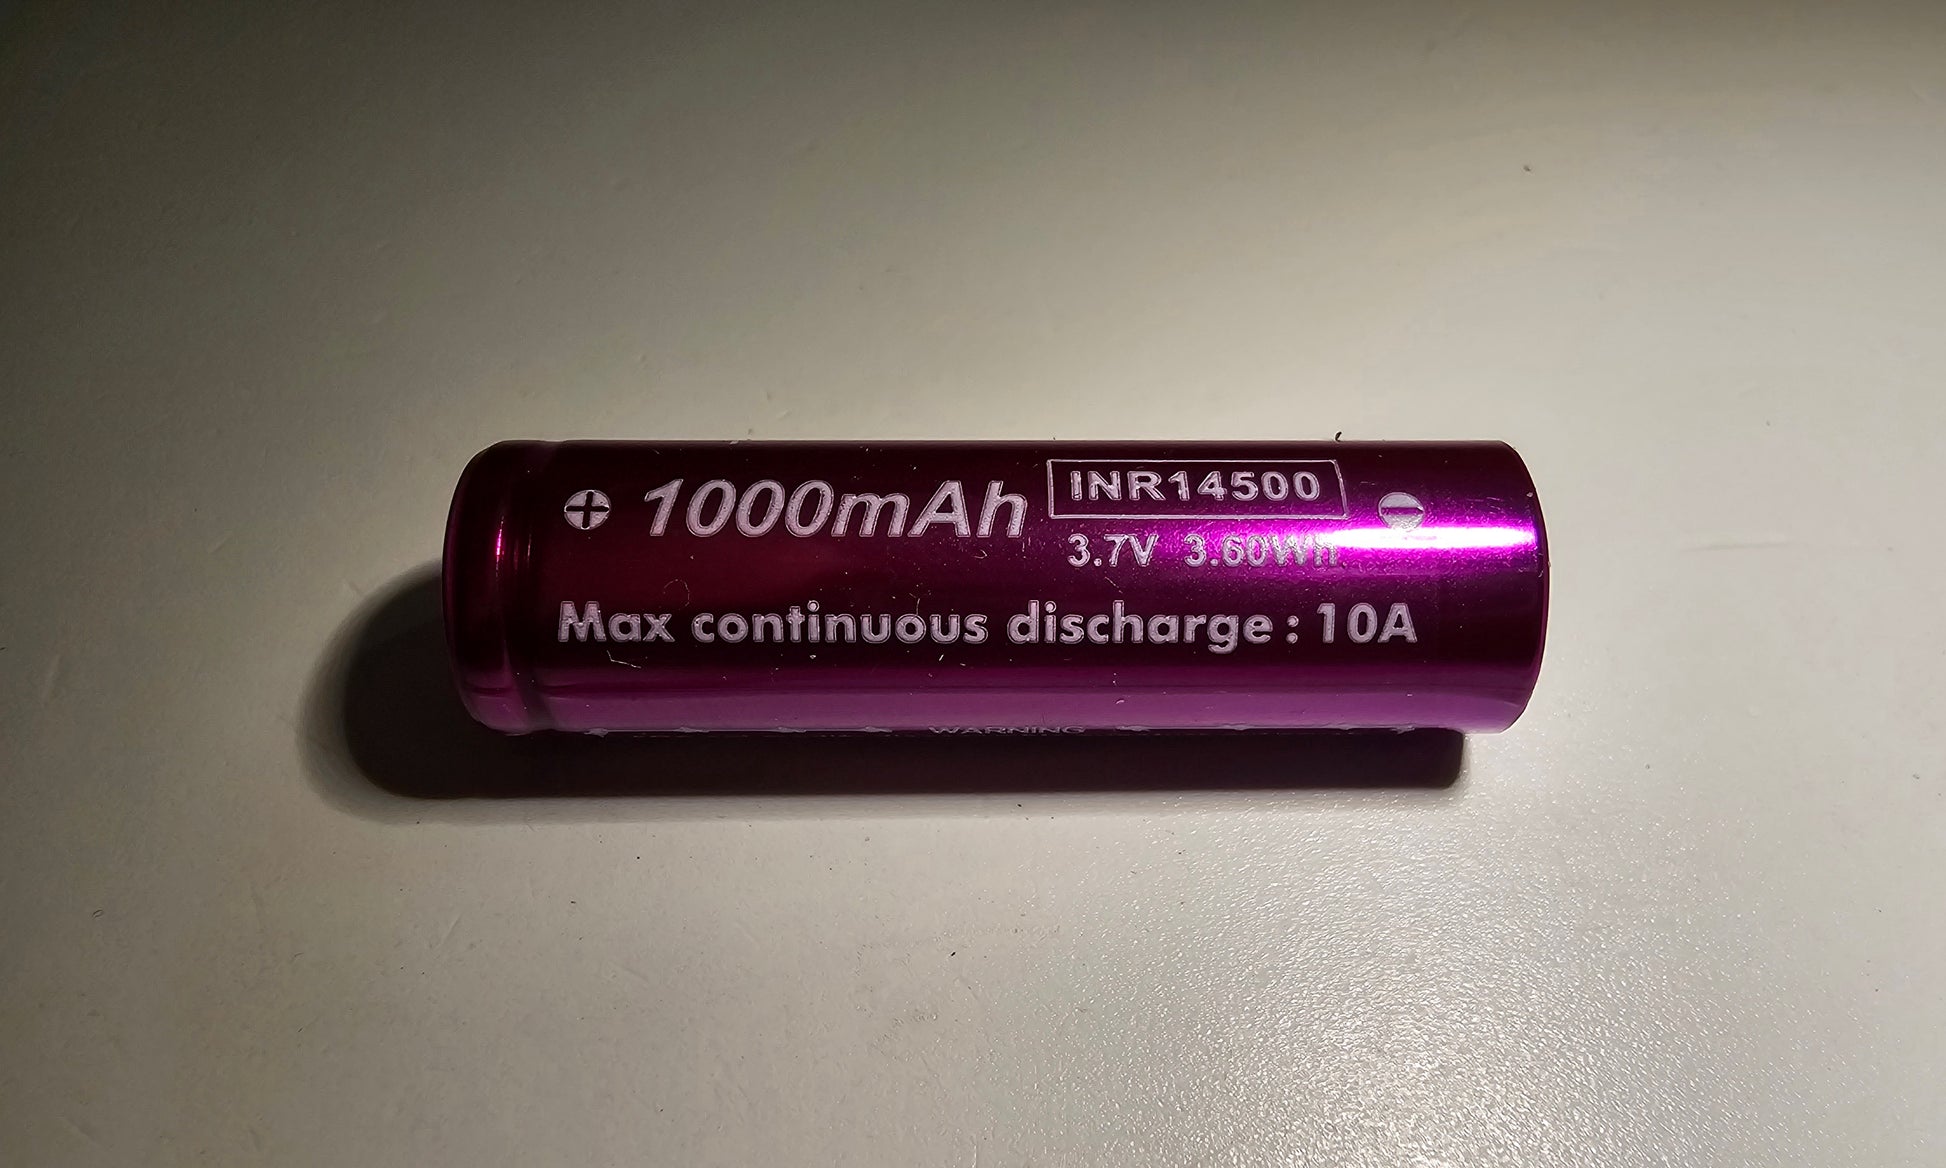 + 1000mAh INR14500 −
3.7V 3.60Wh
Max continuous discharge: 10A
WARNING